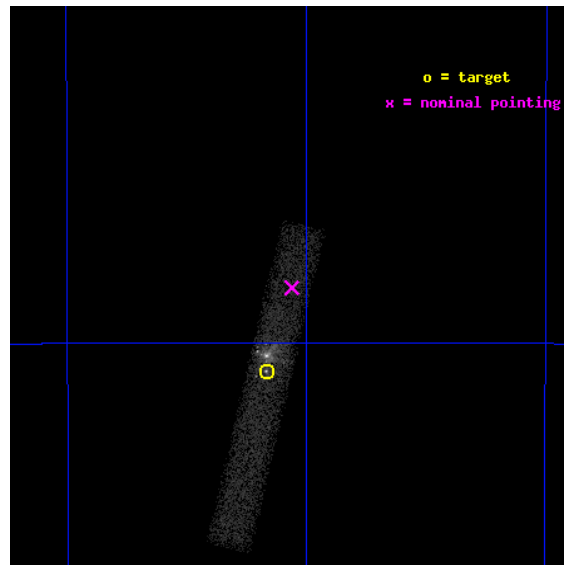 o = target
x = nominal pointing